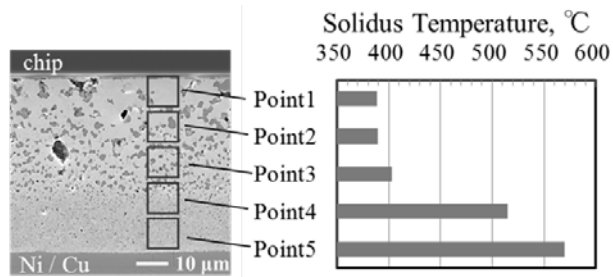 Solidus Temperature, ℃
350 400 450 500 550 600
chip
Point1
Point2
Point3
Point4
Point5
Ni / Cu
10 μm